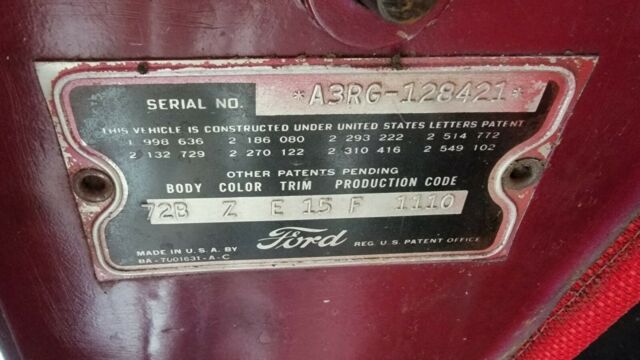 SERIAL NO. *A3RG-128421*
THIS VEHICLE IS CONSTRUCTED UNDER UNITED STATES LETTERS PATENT
1 998 636 2 186 080 2 293 222 2 514 772
2 132 729 2 270 122 2 310 416 2 549 102
OTHER PATENTS PENDING
BODY COLOR TRIM PRODUCTION CODE
72B Z E 15 F 1110
MADE IN U.S.A. BY Ford REG. U.S. PATENT OFFICE
BA-7001631-A-C